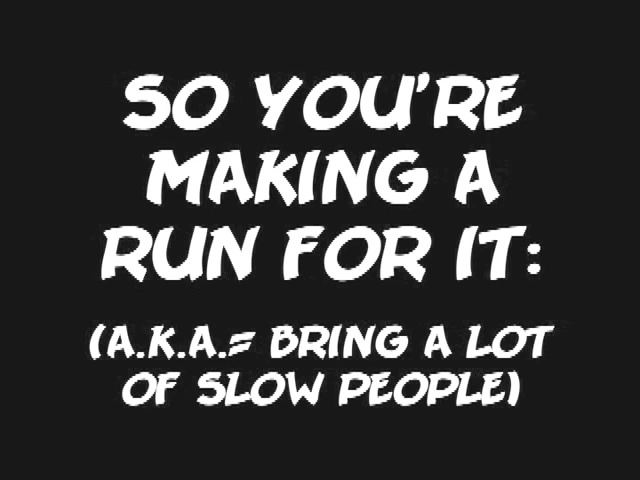 SO YOU'RE
MAKING A
RUN FOR IT:
(A.K.A.= BRING A LOT
OF SLOW PEOPLE)